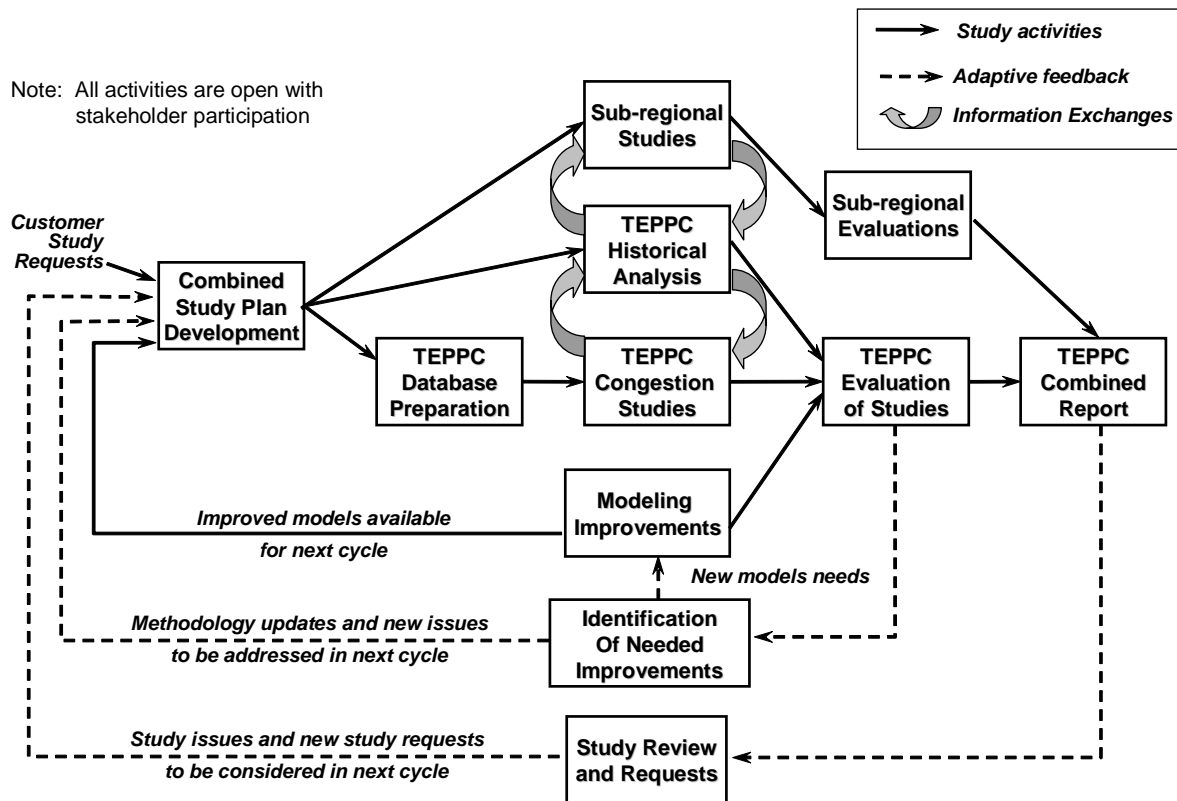 Study activities
Adaptive feedback
Information Exchanges
Note: All activities are open with
stakeholder participation
Sub-regional
Studies
Sub-regional
Evaluations
Customer
Study
Requests
TEPPC
Historical
Analysis
Combined
Study Plan
Development
TEPPC
Database
Preparation
TEPPC
Congestion
Studies
TEPPC
Evaluation
of Studies
TEPPC
Combined
Report
Modeling
Improvements
Improved models available
for next cycle
New models needs
Identification
Of Needed
Improvements
Methodology updates and new issues
to be addressed in next cycle
Study Review
and Requests
Study issues and new study requests
to be considered in next cycle